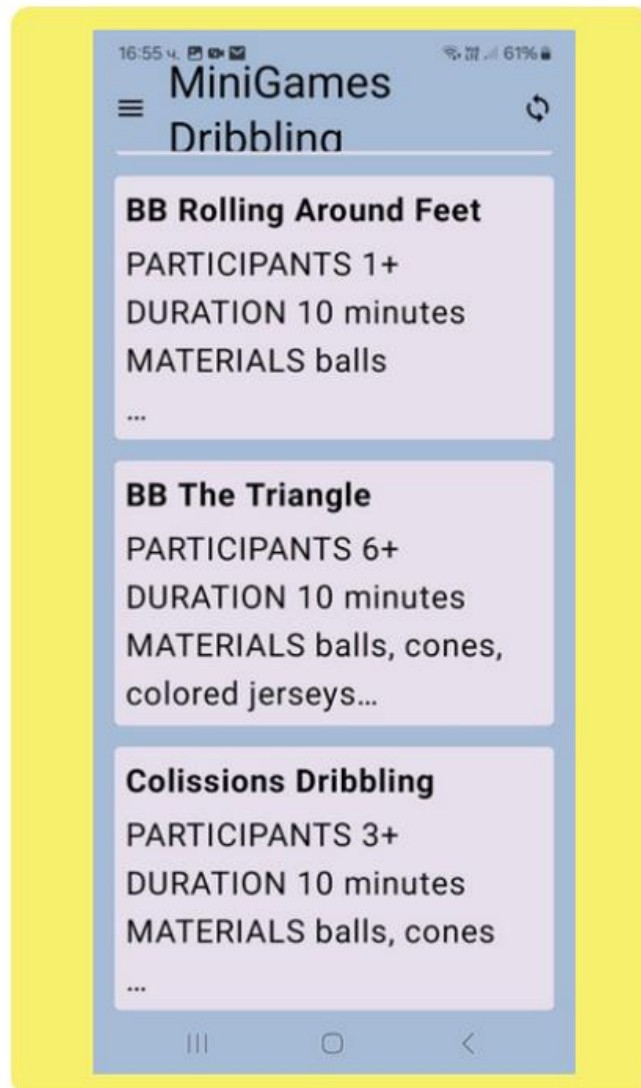 16:55 ч. 61%
MiniGames
Dribbling
BB Rolling Around Feet
PARTICIPANTS 1+
DURATION 10 minutes
MATERIALS balls
...
BB The Triangle
PARTICIPANTS 6+
DURATION 10 minutes
MATERIALS balls, cones,
colored jerseys...
Colissions Dribbling
PARTICIPANTS 3+
DURATION 10 minutes
MATERIALS balls, cones
...